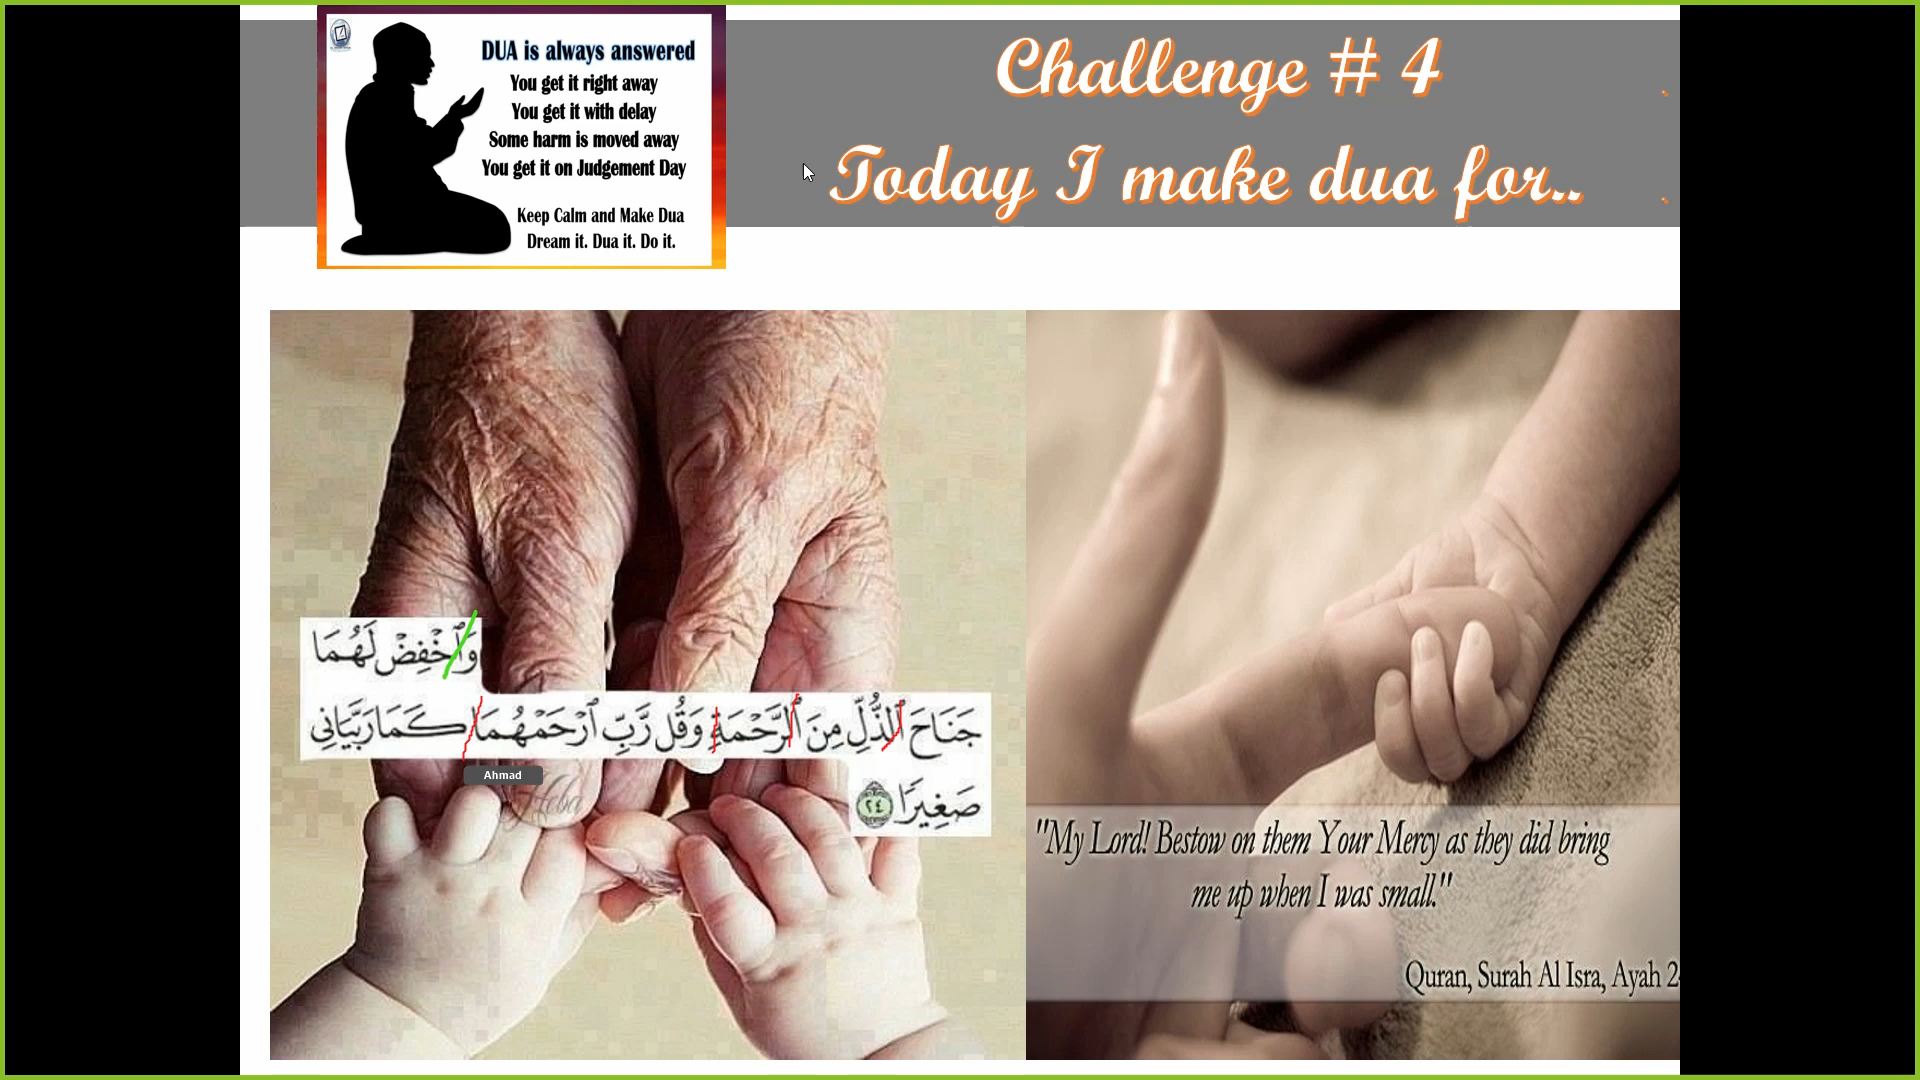 DUA is always answered
You get it right away
You get it with delay
Some harm is moved away
You get it on Judgement Day
Keep Calm and Make Dua
Dream it. Dua it. Do it.
Challenge # 4
Today I make dua for..
وَٱخْفِضْ لَهُمَا
جَنَاحَ ٱلذُّلِّ مِنَ ٱلرَّحْمَةِ وَقُل رَّبِّ ٱرْحَمْهُمَا كَمَا رَبَّيَانِى
صَغِيرًا ٢٤
Ahmad
Heba
"My Lord! Bestow on them Your Mercy as they did bring
me up when I was small."
Quran, Surah Al Isra, Ayah 2